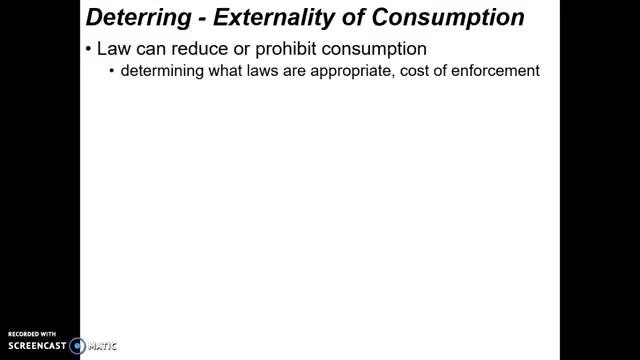 Deterring - Externality of Consumption
• Law can reduce or prohibit consumption
• determining what laws are appropriate, cost of enforcement
RECORDED WITH
SCREENCAST MATIC